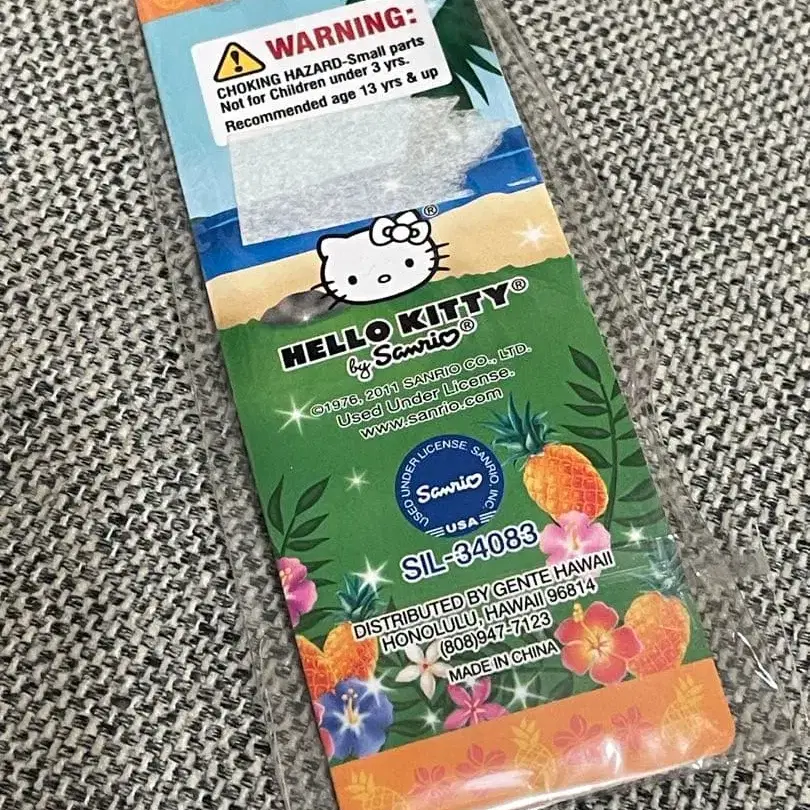 WARNING:
CHOKING HAZARD-Small parts
Not for Children under 3 yrs.
Recommended age 13 yrs & up
®
HELLO KITTY®
by Sanrio®
©1976, 2011 SANRIO CO., LTD.
Used Under License.
www.sanrio.com
USED UNDER LICENSE. SANRIO, INC.
Sanrio
USA
SIL-34083
DISTRIBUTED BY GENTE HAWAII
HONOLULU, HAWAII 96814
(808)947-7123
MADE IN CHINA